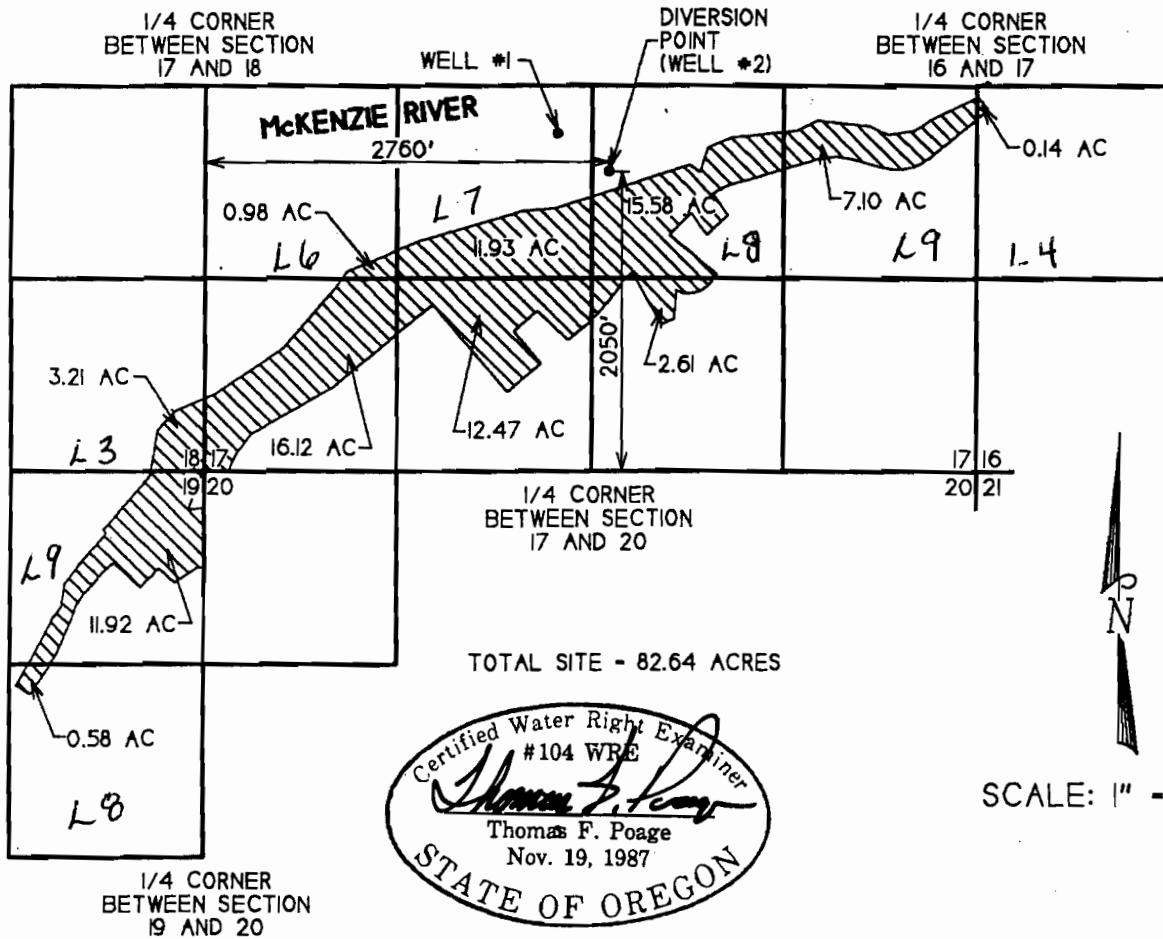 1/4 CORNER
BETWEEN SECTION
17 AND 18
WELL #1
DIVERSION
POINT
(WELL #2)
1/4 CORNER
BETWEEN SECTION
16 AND 17
McKENZIE RIVER
2760'
0.14 AC
0.98 AC
L7
15.58 AC
7.10 AC
L6
11.93 AC
L8
L9
L4
2050'
3.21 AC
2.61 AC
16.12 AC
12.47 AC
L3
18 17
19 20
17 16
20 21
1/4 CORNER
BETWEEN SECTION
17 AND 20
L9
11.92 AC
N
TOTAL SITE - 82.64 ACRES
0.58 AC
L8
Certified Water Right Examiner
#104 WRE
Thomas F. Poage
Thomas F. Poage
Nov. 19, 1987
STATE OF OREGON
SCALE: 1" -
1/4 CORNER
BETWEEN SECTION
19 AND 20